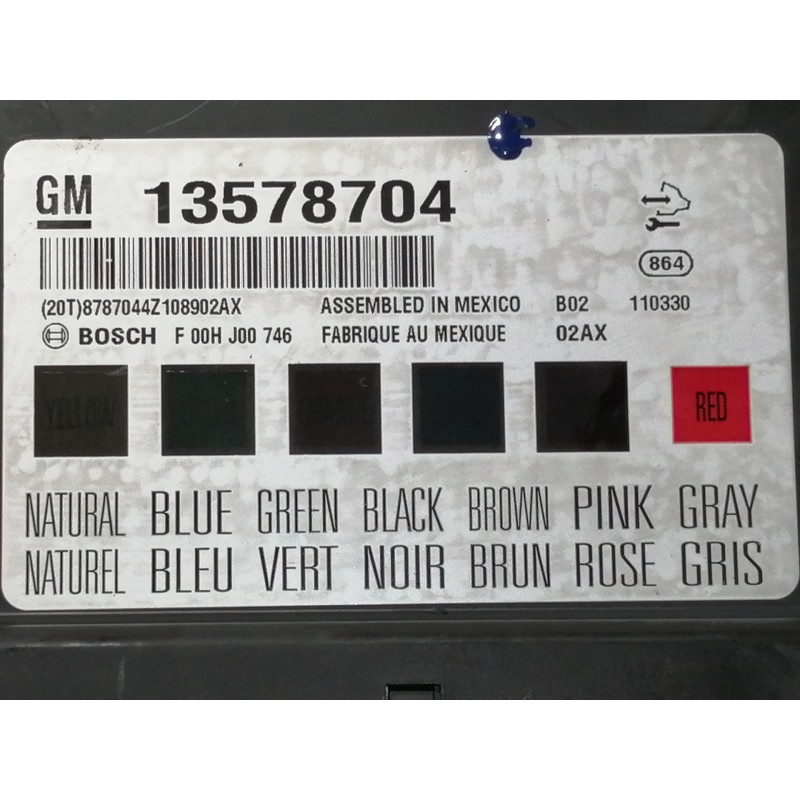 GM 13578704
864
(20T)8787044Z108902AX ASSEMBLED IN MEXICO B02 110330
BOSCH F 00H J00 746 FABRIQUE AU MEXIQUE 02AX
YELLOW RED
NATURAL BLUE GREEN BLACK BROWN PINK GRAY
NATUREL BLEU VERT NOIR BRUN ROSE GRIS